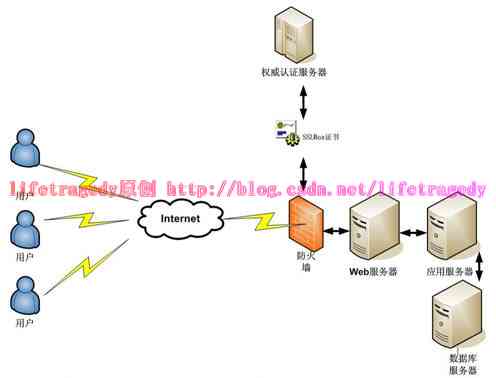 权威认证服务器
SSLBox证书
用户
lifetragedy原创 http://blog.csdn.net/lifetragedy
Internet
用户
防火
墙
Web服务器
应用服务器
用户
数据库
服务器